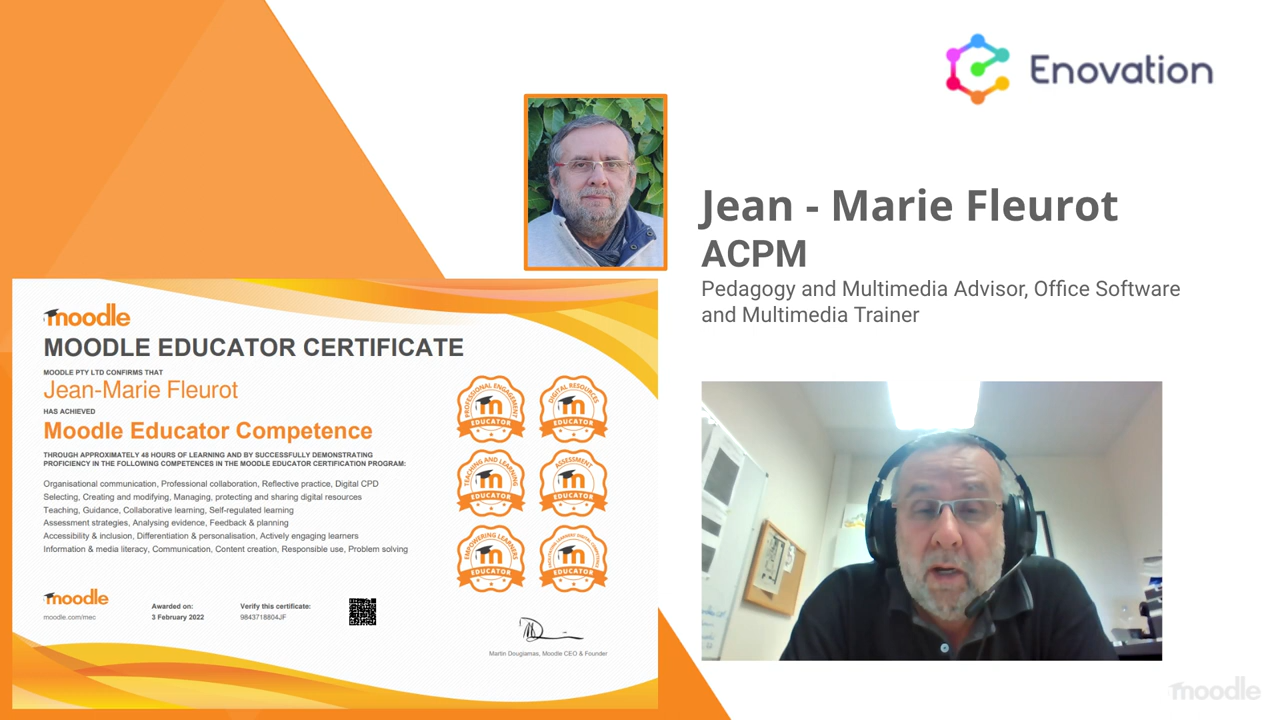 Enovation
Jean - Marie Fleurot
ACPM
Pedagogy and Multimedia Advisor, Office Software
and Multimedia Trainer
moodle
MOODLE EDUCATOR CERTIFICATE
MOODLE PTY LTD CONFIRMS THAT
Jean-Marie Fleurot
HAS ACHIEVED
Moodle Educator Competence
THROUGH APPROXIMATELY 48 HOURS OF LEARNING AND BY SUCCESSFULLY DEMONSTRATING
PROFICIENCY IN THE FOLLOWING COMPETENCES IN THE MOODLE EDUCATOR CERTIFICATION PROGRAM:
Organisational communication, Professional collaboration, Reflective practice, Digital CPD
Selecting, Creating and modifying, Managing, protecting and sharing digital resources
Teaching, Guidance, Collaborative learning, Self-regulated learning
Assessment strategies, Analysing evidence, Feedback & planning
Accessibility & inclusion, Differentiation & personalisation, Actively engaging learners
Information & media literacy, Communication, Content creation, Responsible use, Problem solving
PROFESSIONAL ENGAGEMENT
m
EDUCATOR
DIGITAL RESOURCES
m
EDUCATOR
TEACHING AND LEARNING
m
EDUCATOR
ASSESSMENT
m
EDUCATOR
EMPOWERING LEARNERS
m
EDUCATOR
m
EDUCATOR
moodle
moodle.com/mec
Awarded on:
3 February 2022
Verify this certificate:
9843718804JF
Martin Dougiamas, Moodle CEO & Founder
moodle